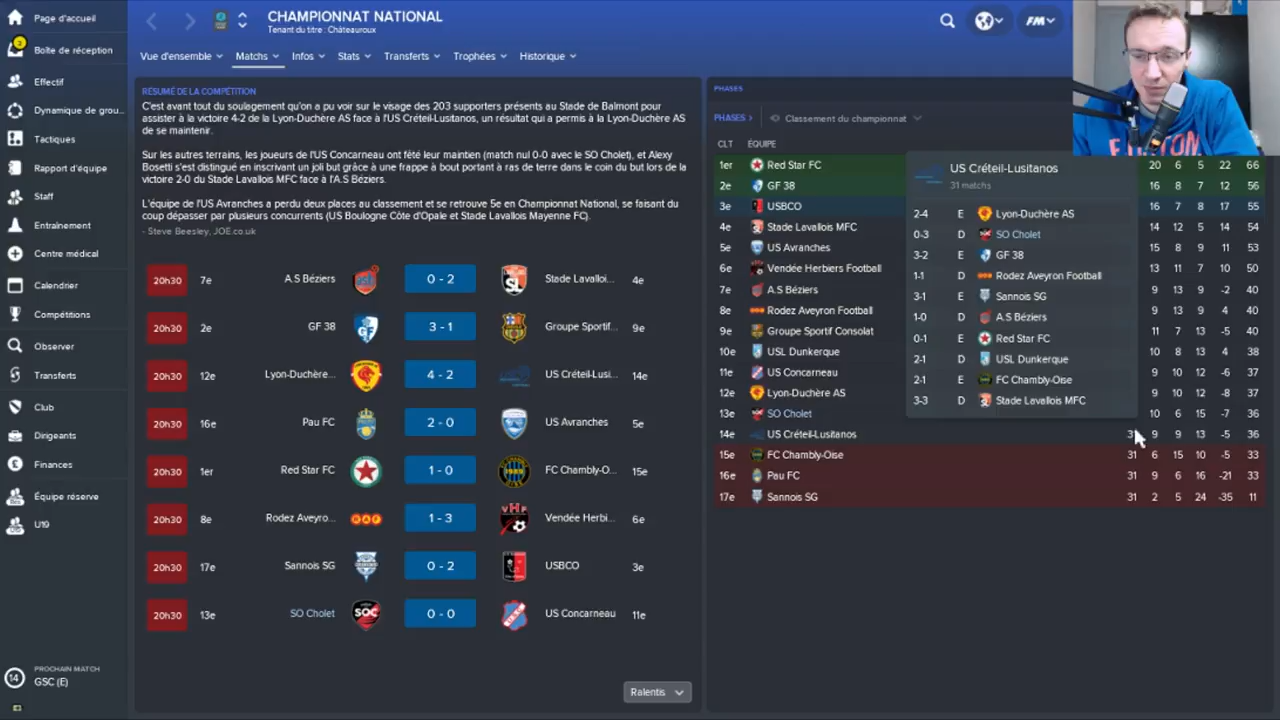 Page d'accueil
3
Boîte de réception
Effectif
Dynamique de grou...
Tactiques
Rapport d'équipe
Staff
Entraînement
Centre médical
Calendrier
Compétitions
Observer
Transferts
Club
Dirigeants
Finances
Équipe réserve
U19
14
PROCHAIN MATCH
GSC (E)
CHAMPIONNAT NATIONAL
Tenant du titre : Châteauroux
FM
Vue d'ensemble Matchs Infos Stats Transferts Trophées Historique
RÉSUMÉ DE LA COMPÉTITION
C'est avant tout du soulagement qu'on a pu voir sur le visage des 203 supporters présents au Stade de Balmont pour
assister à la victoire 4-2 de la Lyon-Duchère AS face à l'US Créteil-Lusitanos, un résultat qui a permis à la Lyon-Duchère AS
de se maintenir.
Sur les autres terrains, les joueurs de l'US Concarneau ont fêté leur maintien (match nul 0-0 avec le SO Cholet), et Alexy
Bosetti s'est distingué en inscrivant un joli but grâce à une frappe à bout portant à ras de terre dans le coin du but lors de la
victoire 2-0 du Stade Lavallois MFC face à l'A.S Béziers.
L'équipe de l'US Avranches a perdu deux places au classement et se retrouve 5e en Championnat National, se faisant du
coup dépasser par plusieurs concurrents (US Boulogne Côte d'Opale et Stade Lavallois Mayenne FC).
- Steve Beesley, JOE.co.uk
20h30 7e A.S Béziers 0 - 2 Stade Lavalloi... 4e
20h30 2e GF 38 3 - 1 Groupe Sportif... 9e
20h30 12e Lyon-Duchère... 4 - 2 US Créteil-Lusi... 14e
20h30 16e Pau FC 2 - 0 US Avranches 5e
20h30 1er Red Star FC 1 - 0 FC Chambly-O... 15e
20h30 8e Rodez Aveyro... 1 - 3 Vendée Herbi... 6e
20h30 17e Sannois SG 0 - 2 USBCO 3e
20h30 13e SO Cholet 0 - 0 US Concarneau 11e
Ralentis
PHASES
PHASES Classement du championnat
CLT ÉQUIPE
1er Red Star FC 20 6 5 22 66
2e GF 38 16 8 7 12 56
3e USBCO 16 7 8 17 55
4e Stade Lavallois MFC 14 12 5 14 54
5e US Avranches 15 8 9 11 53
6e Vendée Herbiers Football 13 11 7 10 50
7e A.S Béziers 9 13 9 -2 40
8e Rodez Aveyron Football 9 13 9 4 40
9e Groupe Sportif Consolat 11 7 13 -5 40
10e USL Dunkerque 10 8 13 4 38
11e US Concarneau 9 10 12 -6 37
12e Lyon-Duchère AS 9 10 12 -8 37
13e SO Cholet 10 6 15 -7 36
14e US Créteil-Lusitanos 9 9 13 -5 36
15e FC Chambly-Oise 31 6 15 10 -5 33
16e Pau FC 31 9 6 16 -21 33
17e Sannois SG 31 2 5 24 -35 11
US Créteil-Lusitanos
31 matchs
2-4 E Lyon-Duchère AS
0-3 D SO Cholet
3-2 E GF 38
1-1 D Rodez Aveyron Football
3-1 E Sannois SG
1-0 D A.S Béziers
0-1 E Red Star FC
2-1 D USL Dunkerque
2-1 E FC Chambly-Oise
3-3 D Stade Lavallois MFC